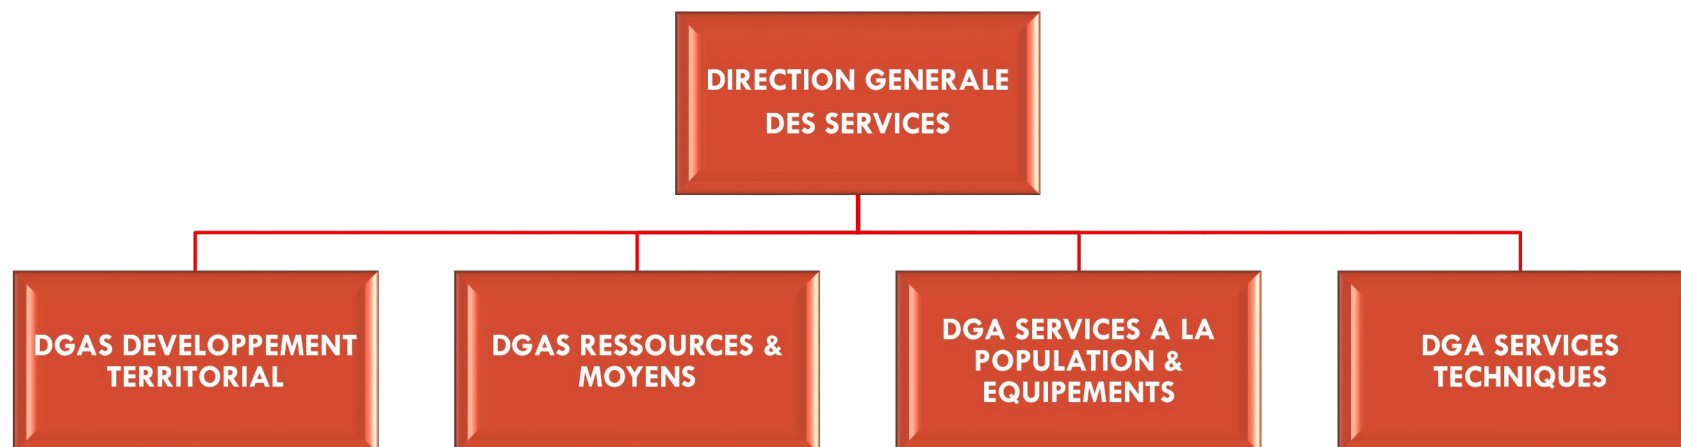 DIRECTION GENERALE
DES SERVICES
DGAS DEVELOPPEMENT
TERRITORIAL
DGAS RESSOURCES &
MOYENS
DGA SERVICES A LA
POPULATION &
EQUIPEMENTS
DGA SERVICES
TECHNIQUES